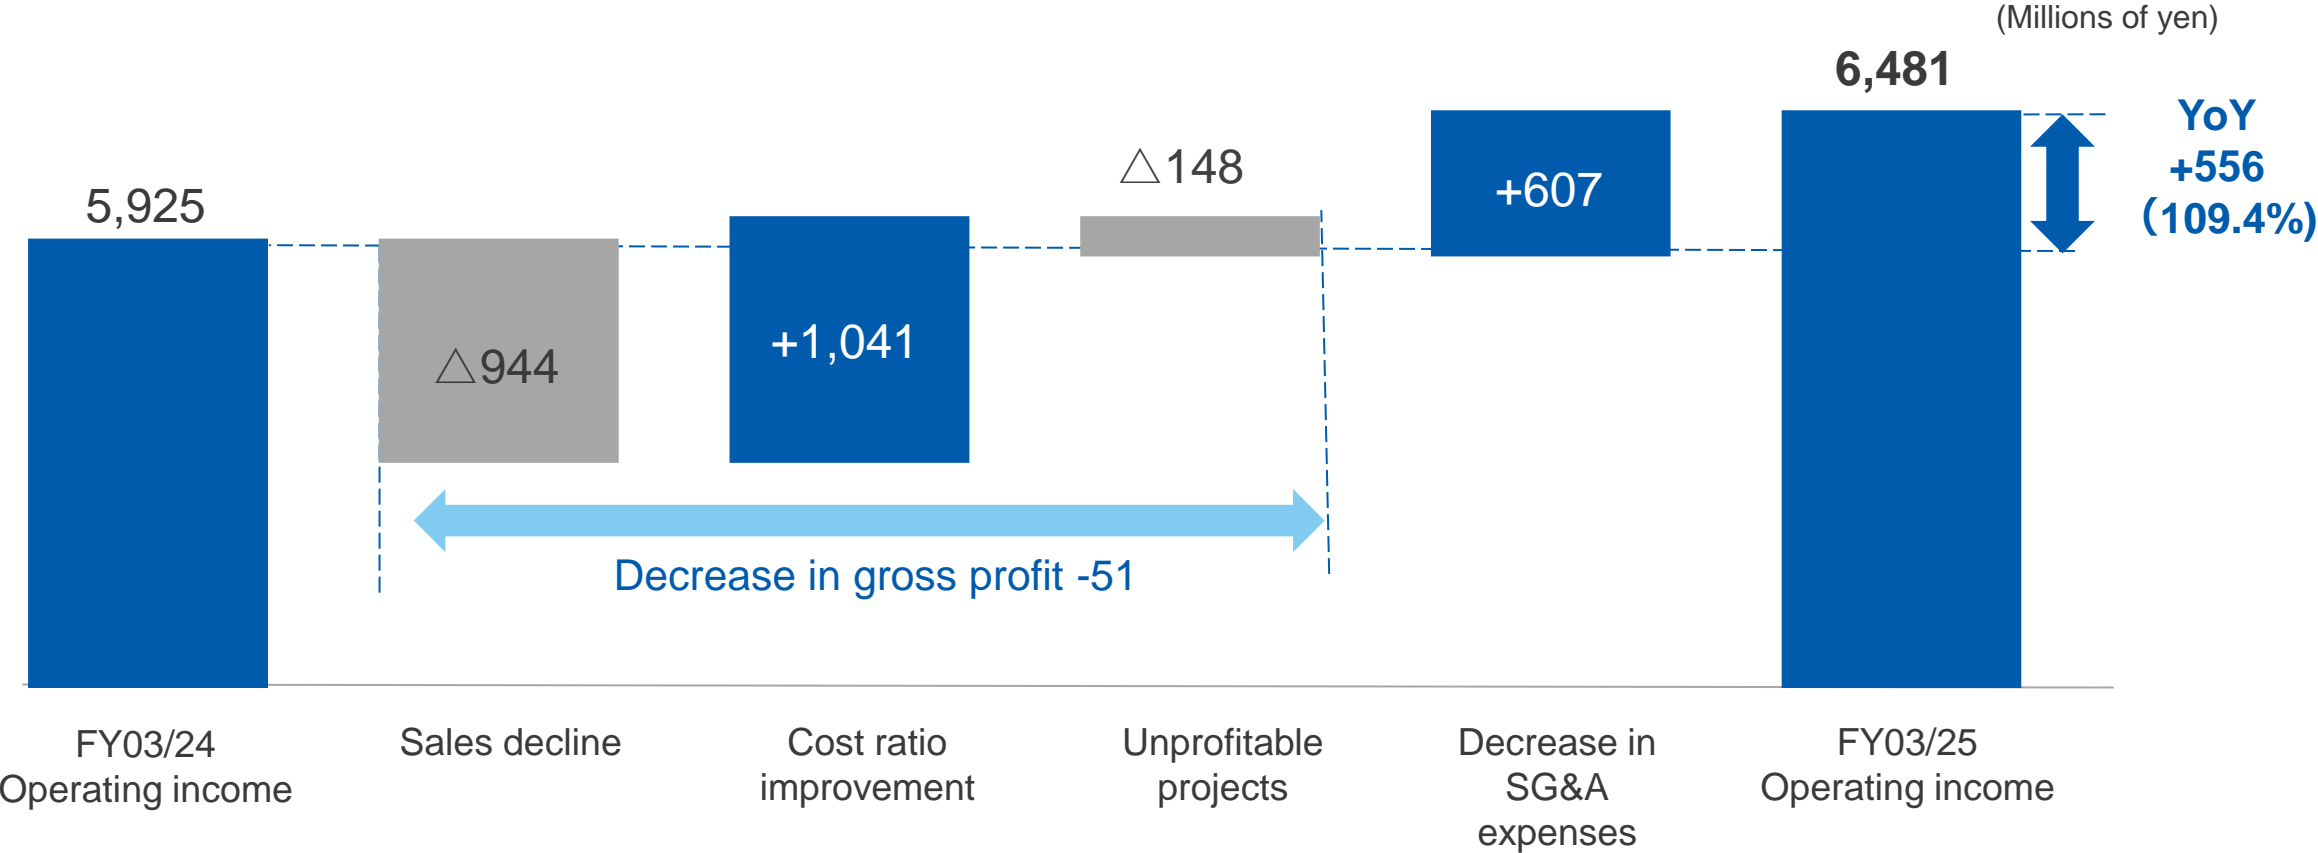 (Millions of yen)
6,481
YoY
+556
(109.4%)
5,925
△944
+1,041
△148
+607
Decrease in gross profit -51
FY03/24
Operating income
Sales decline
Cost ratio
improvement
Unprofitable
projects
Decrease in
SG&A
expenses
FY03/25
Operating income